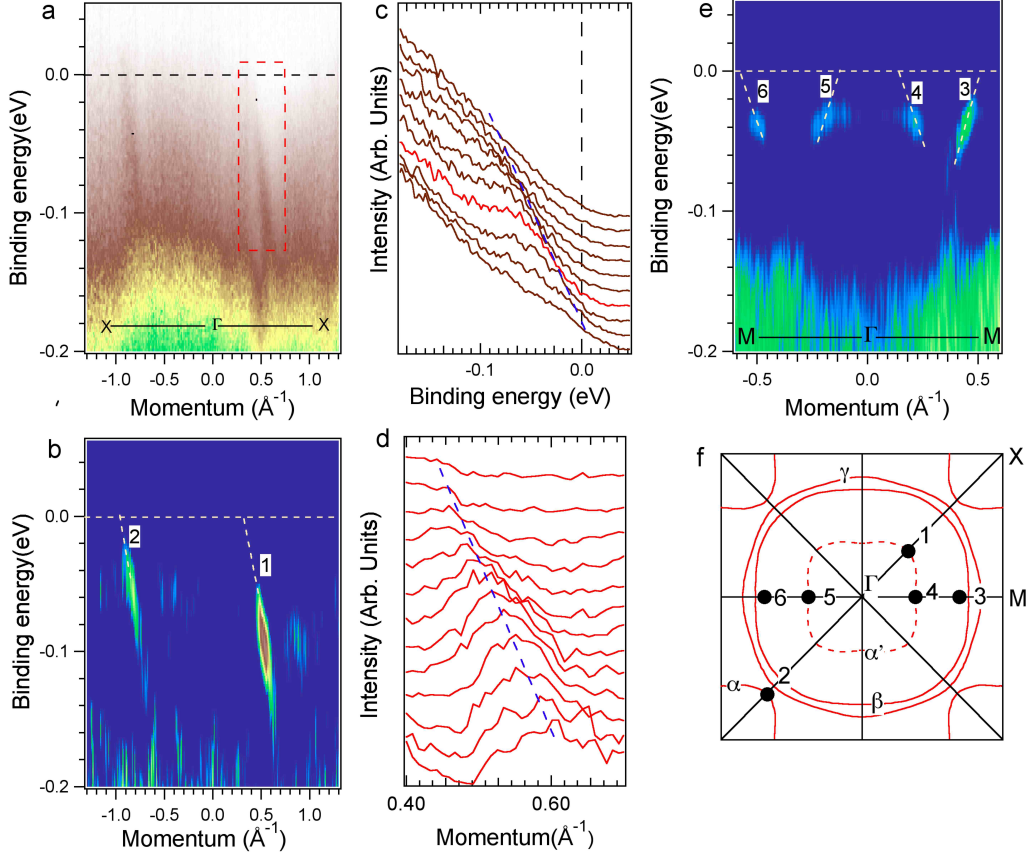 a
Binding energy(eV)
0.0
-0.1
-0.2
X Γ X
-1.0 -0.5 0.0 0.5 1.0
Momentum (Å⁻¹)
c
Intensity (Arb. Units)
-0.1 0.0
Binding energy (eV)
e
Binding energy(eV)
0.0
-0.1
-0.2
6 5 4 3
M Γ M
-0.5 0.0 0.5
Momentum (Å⁻¹)
b
Binding energy(eV)
0.0
-0.1
-0.2
2 1
-1.0 -0.5 0.0 0.5 1.0
Momentum (Å⁻¹)
d
Intensity (Arb. Units)
0.40 0.60
Momentum(Å⁻¹)
f
X
γ
1
Γ
M
6 5 4 3
α'
α 2
β